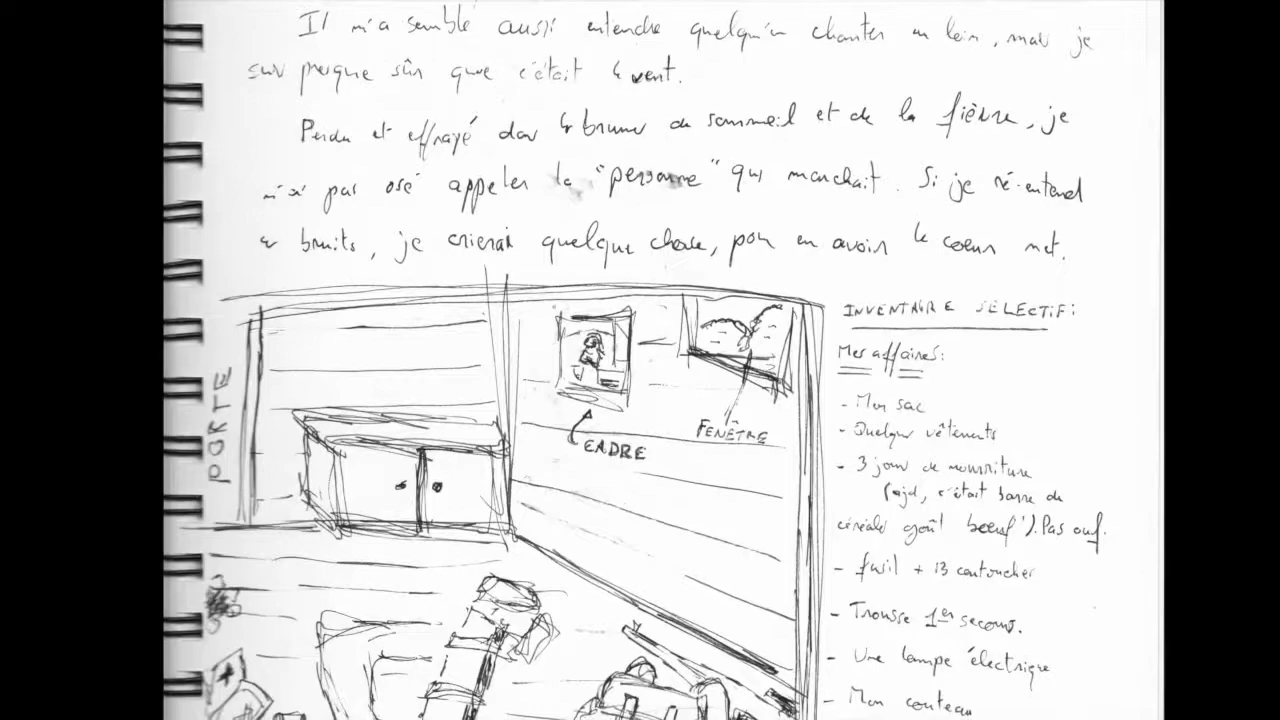 Il m'a semblé aussi entendre quelqu'un chanter au loin, mais je
suis presque sûr que c'était le vent.
Perdu et effrayé dans les brumes du sommeil et de la fièvre, je
n'ai pas osé appeler la "personne" qui marchait. Si je ré-entend
ces bruits, je crierai quelque chose, pour en avoir le coeur net.
PORTE
CADRE
FENÊTRE
INVENTAIRE SÉLECTIF:
Mes affaires:
- Mon sac
- Quelques vêtements
- 3 jours de nourriture
(ajd, c'était barre de
céréales goût boeuf). Pas ouf.
- fusil + 13 cartouches
- Trousse 1er secours.
- Une lampe électrique
- Mon couteau